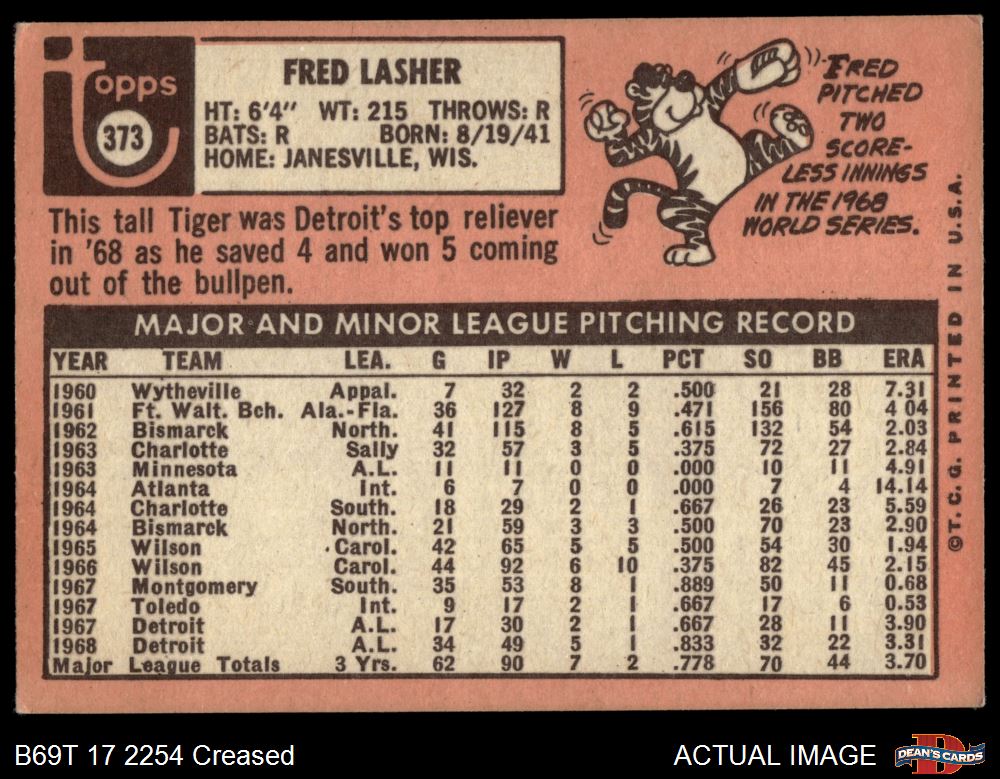 Topps
373
FRED LASHER
HT: 6'4" WT: 215 THROWS: R
BATS: R BORN: 8/19/41
HOME: JANESVILLE, WIS.
FRED
PITCHED
TWO
SCORE-
LESS INNINGS
IN THE 1968
WORLD SERIES.
This tall Tiger was Detroit's top reliever
in '68 as he saved 4 and won 5 coming
out of the bullpen.
MAJOR AND MINOR LEAGUE PITCHING RECORD
YEAR TEAM LEA. G IP W L PCT SO BB ERA
1960 Wytheville Appal. 7 32 2 2 .500 21 28 7.31
1961 Ft. Walt. Bch. Ala.-Fla. 36 127 8 9 .471 156 80 4 04
1962 Bismarck North. 41 115 8 5 .615 132 54 2.03
1963 Charlotte Sally 32 57 3 5 .375 72 27 2.84
1963 Minnesota A.L. 11 11 0 0 .000 10 11 4.91
1964 Atlanta Int. 6 7 0 0 .000 7 4 14.14
1964 Charlotte South. 18 29 2 1 .667 26 23 5.59
1964 Bismarck North. 21 59 3 3 .500 70 23 2.90
1965 Wilson Carol. 42 65 5 5 .500 54 30 1.94
1966 Wilson Carol. 44 92 6 10 .375 82 45 2.15
1967 Montgomery South. 35 53 8 1 .889 50 11 0.68
1967 Toledo Int. 9 17 2 1 .667 17 6 0.53
1967 Detroit A.L. 17 30 2 1 .667 28 11 3.90
1968 Detroit A.L. 34 49 5 1 .833 32 22 3.31
Major League Totals 3 Yrs. 62 90 7 2 .778 70 44 3.70
©T. C. G. PRINTED IN U.S.A.
B69T 17 2254 Creased
ACTUAL IMAGE
DEAN'S CARDS